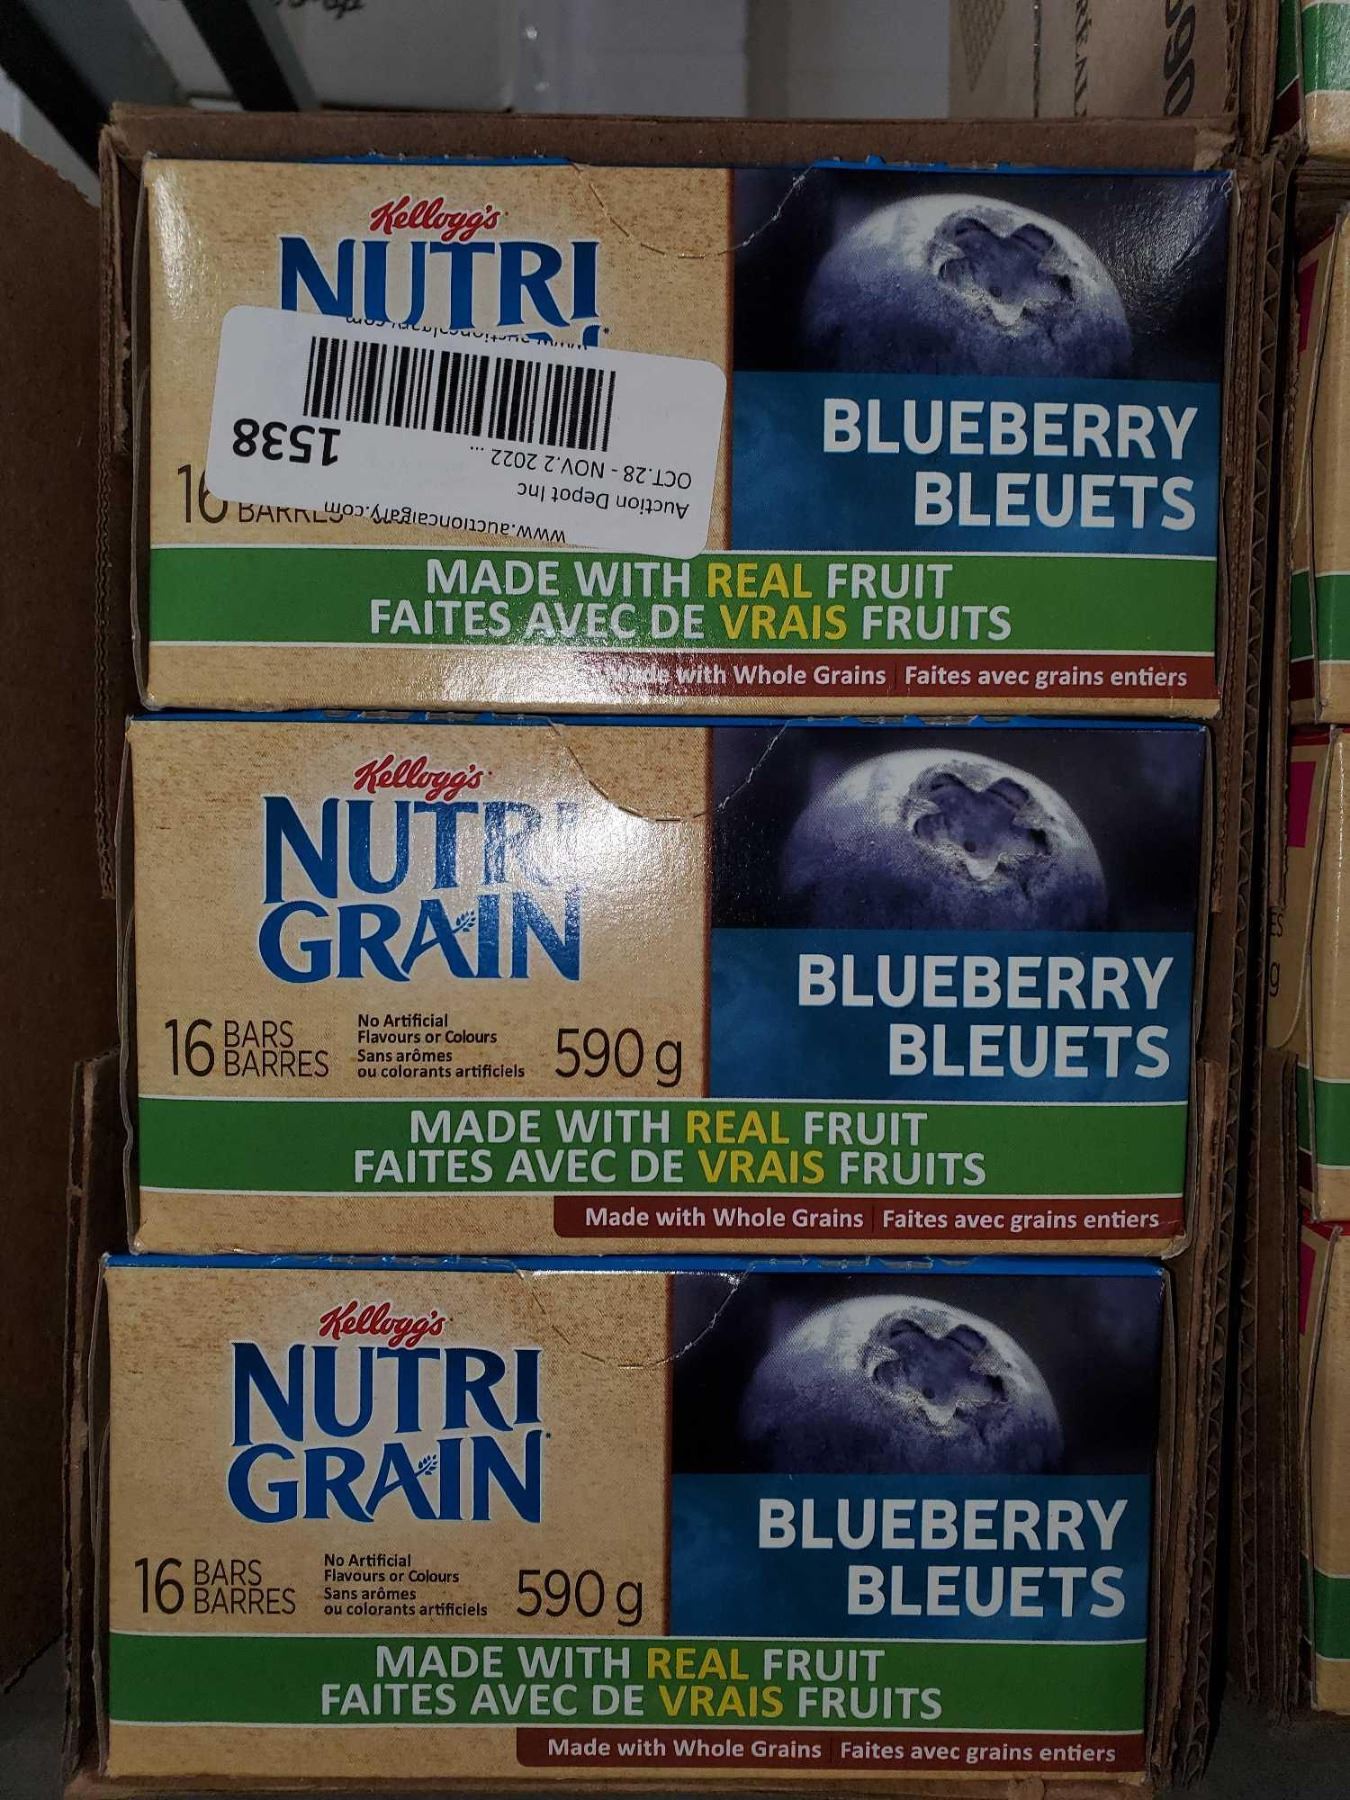 Kellogg's
NUTRI
www.auctioncalgary.com
Auction Depot Inc
OCT.28 - NOV.2 2022 ...
1538
16
BLUEBERRY
BLEUETS
MADE WITH REAL FRUIT
FAITES AVEC DE VRAIS FRUITS
Made with Whole Grains Faites avec grains entiers
Kellogg's
NUTRI
GRAIN
16 BARS
BARRES
No Artificial
Flavours or Colours
Sans arômes
ou colorants artificiels
590 g
BLUEBERRY
BLEUETS
MADE WITH REAL FRUIT
FAITES AVEC DE VRAIS FRUITS
Made with Whole Grains Faites avec grains entiers
Kellogg's
NUTRI
GRAIN
16 BARS
BARRES
No Artificial
Flavours or Colours
Sans arômes
ou colorants artificiels
590 g
BLUEBERRY
BLEUETS
MADE WITH REAL FRUIT
FAITES AVEC DE VRAIS FRUITS
Made with Whole Grains Faites avec grains entiers